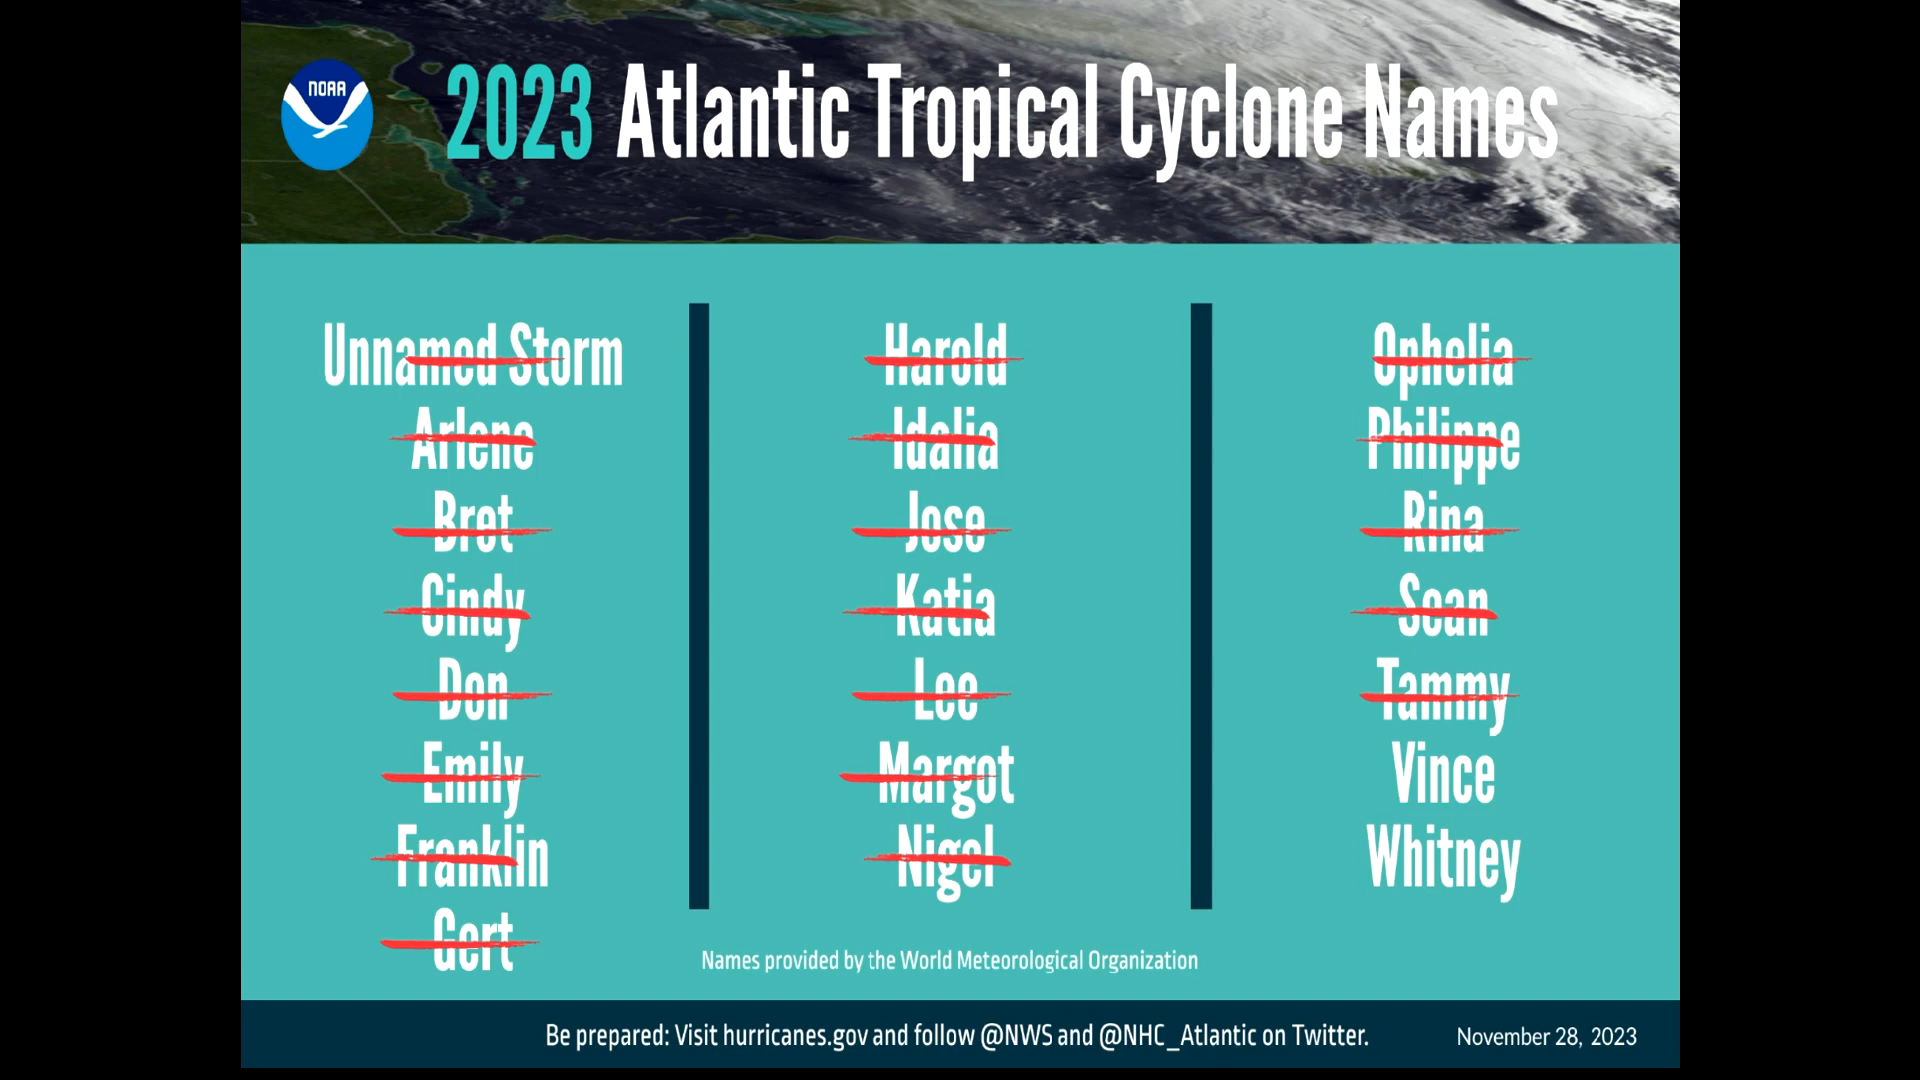 NOAA
2023 Atlantic Tropical Cyclone Names
Unnamed Storm
Arlene
Bret
Cindy
Don
Emily
Franklin
Gert
Harold
Idalia
Jose
Katia
Lee
Margot
Nigel
Ophelia
Philippe
Rina
Sean
Tammy
Vince
Whitney
Names provided by the World Meteorological Organization
Be prepared: Visit hurricanes.gov and follow @NWS and @NHC_Atlantic on Twitter.
November 28, 2023